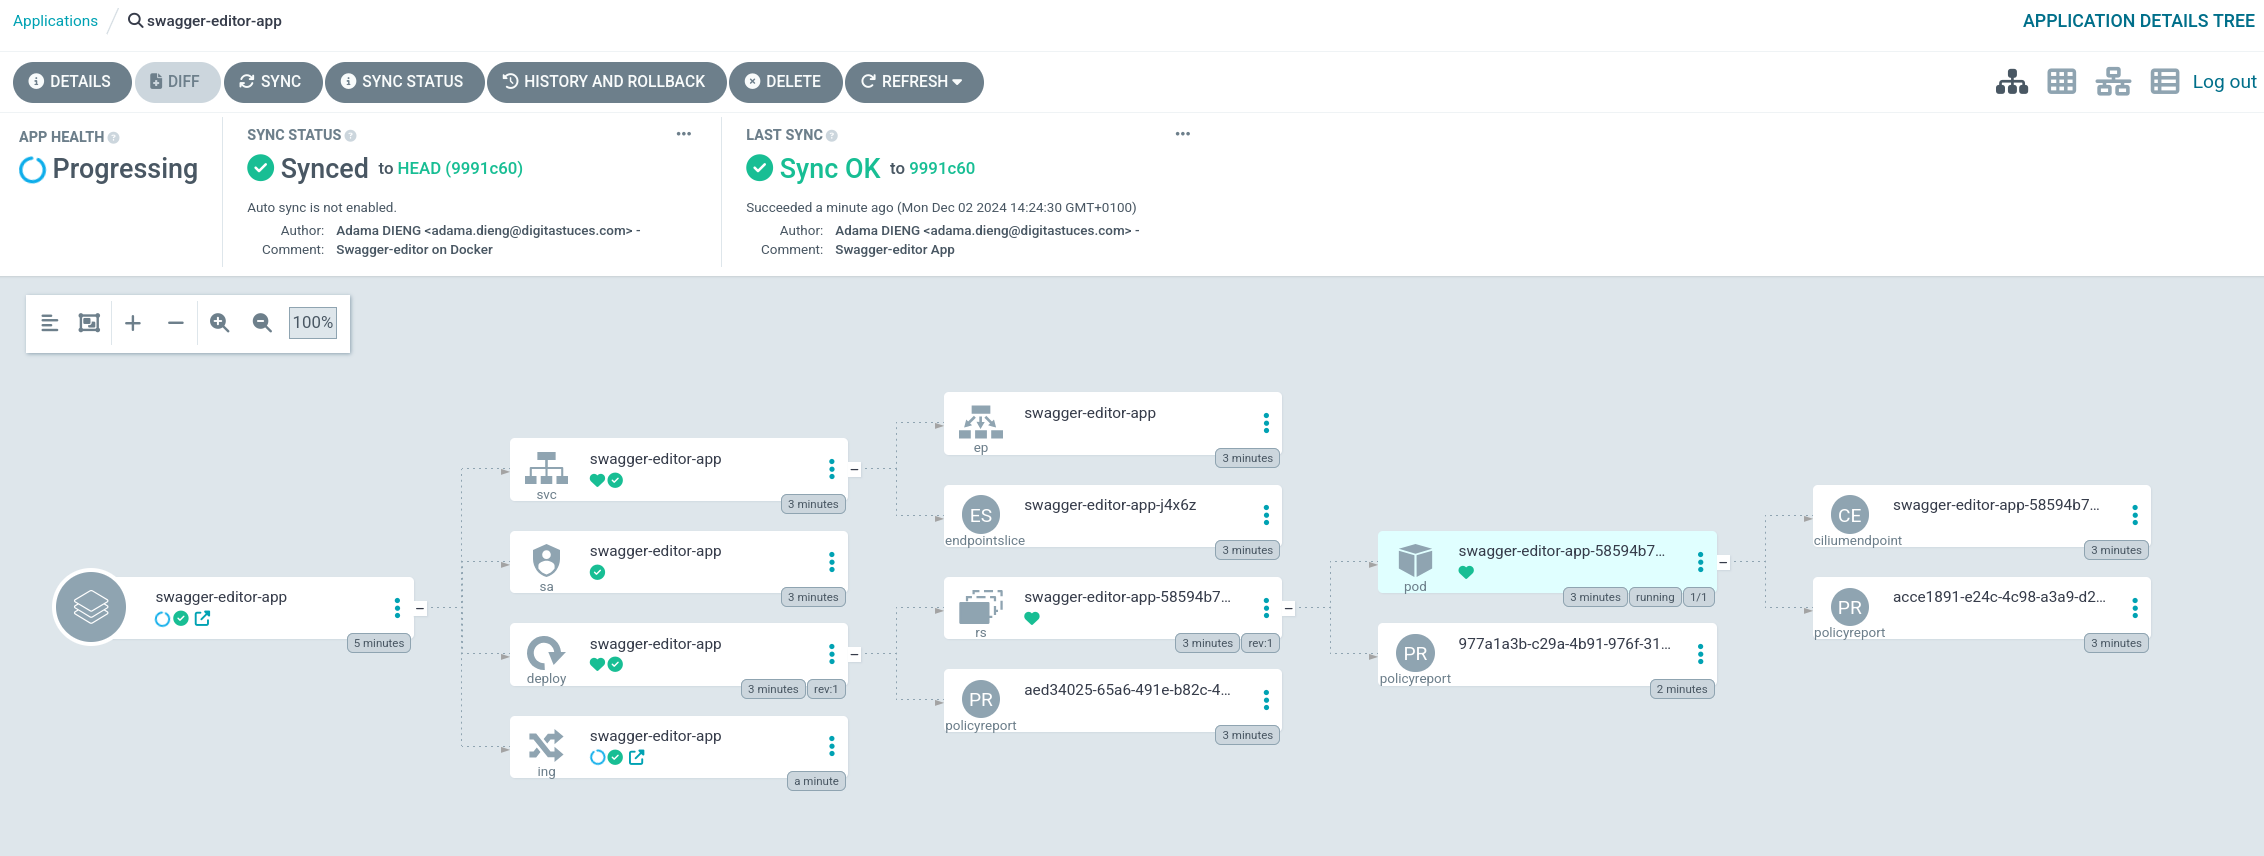 Applications / swagger-editor-app
APPLICATION DETAILS TREE
DETAILS DIFF SYNC SYNC STATUS HISTORY AND ROLLBACK DELETE REFRESH
Log out
APP HEALTH
Progressing
SYNC STATUS
Synced to HEAD (9991c60)
Auto sync is not enabled.
Author: Adama DIENG <adama.dieng@digitastuces.com> -
Comment: Swagger-editor on Docker
LAST SYNC
Sync OK to 9991c60
Succeeded a minute ago (Mon Dec 02 2024 14:24:30 GMT+0100)
Author: Adama DIENG <adama.dieng@digitastuces.com> -
Comment: Swagger-editor App
100%
swagger-editor-app
5 minutes
swagger-editor-app
svc
3 minutes
swagger-editor-app
sa
3 minutes
swagger-editor-app
deploy
3 minutes rev:1
swagger-editor-app
ing
a minute
swagger-editor-app
ep
3 minutes
ES
swagger-editor-app-j4x6z
endpointslice
3 minutes
swagger-editor-app-58594b7...
rs
3 minutes rev:1
PR
aed34025-65a6-491e-b82c-4...
policyreport
3 minutes
swagger-editor-app-58594b7...
pod
3 minutes running 1/1
PR
977a1a3b-c29a-4b91-976f-31...
policyreport
2 minutes
CE
swagger-editor-app-58594b7...
ciliumendpoint
3 minutes
PR
acce1891-e24c-4c98-a3a9-d2...
policyreport
3 minutes